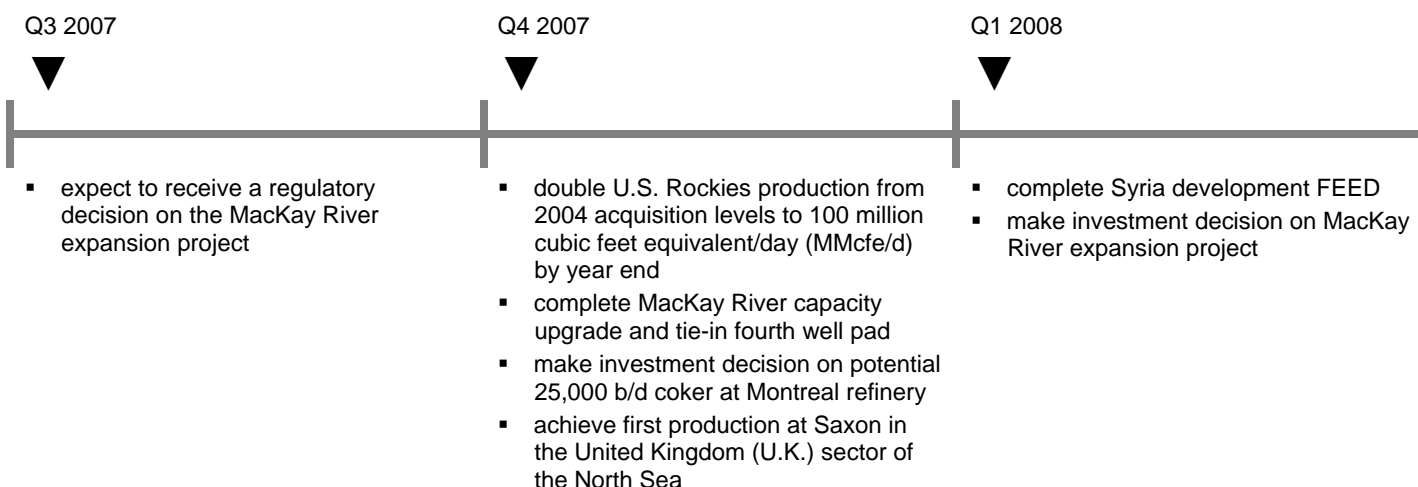 Q3 2007
Q4 2007
Q1 2008
▪ expect to receive a regulatory
decision on the MacKay River
expansion project
▪ double U.S. Rockies production from
2004 acquisition levels to 100 million
cubic feet equivalent/day (MMcfe/d)
by year end
▪ complete MacKay River capacity
upgrade and tie-in fourth well pad
▪ make investment decision on potential
25,000 b/d coker at Montreal refinery
▪ achieve first production at Saxon in
the United Kingdom (U.K.) sector of
the North Sea
▪ complete Syria development FEED
▪ make investment decision on MacKay
River expansion project